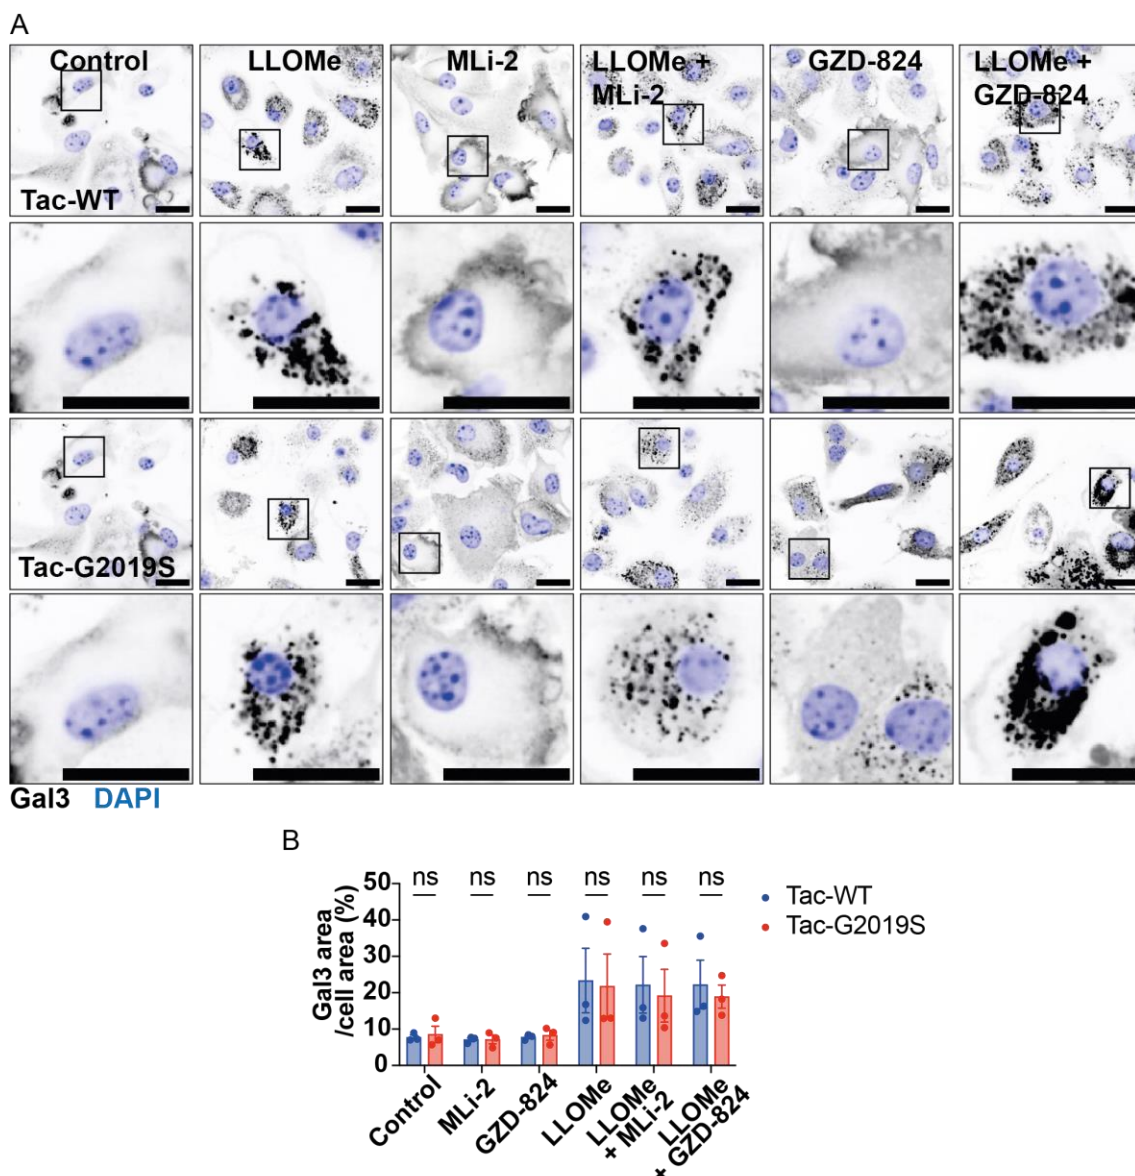 A
Control
LLOMe
MLi-2
LLOMe +
MLi-2
GZD-824
LLOMe +
GZD-824
Tac-WT
Tac-G2019S
Gal3 DAPI
B
Gal3 area
/cell area (%)
50
40
30
20
10
0
ns ns ns ns ns ns
Tac-WT
Tac-G2019S
Control
MLi-2
GZD-824
LLOMe
LLOMe
+ MLi-2
LLOMe
+ GZD-824